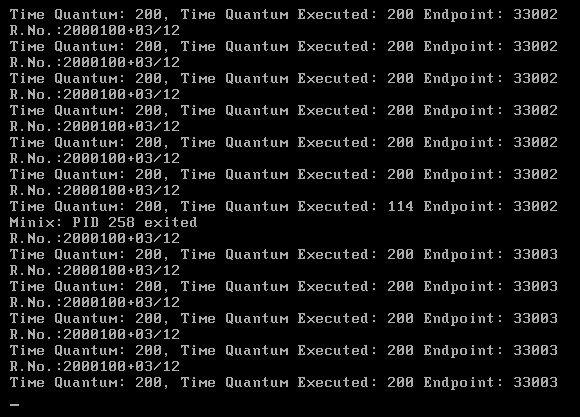 Time Quantum: 200, Time Quantum Executed: 200 Endpoint: 33002
R.No.:2000100+03/12
Time Quantum: 200, Time Quantum Executed: 200 Endpoint: 33002
R.No.:2000100+03/12
Time Quantum: 200, Time Quantum Executed: 200 Endpoint: 33002
R.No.:2000100+03/12
Time Quantum: 200, Time Quantum Executed: 200 Endpoint: 33002
R.No.:2000100+03/12
Time Quantum: 200, Time Quantum Executed: 200 Endpoint: 33002
R.No.:2000100+03/12
Time Quantum: 200, Time Quantum Executed: 200 Endpoint: 33002
R.No.:2000100+03/12
Time Quantum: 200, Time Quantum Executed: 114 Endpoint: 33002
Minix: PID 258 exited
R.No.:2000100+03/12
Time Quantum: 200, Time Quantum Executed: 200 Endpoint: 33003
R.No.:2000100+03/12
Time Quantum: 200, Time Quantum Executed: 200 Endpoint: 33003
R.No.:2000100+03/12
Time Quantum: 200, Time Quantum Executed: 200 Endpoint: 33003
R.No.:2000100+03/12
Time Quantum: 200, Time Quantum Executed: 200 Endpoint: 33003
R.No.:2000100+03/12
Time Quantum: 200, Time Quantum Executed: 200 Endpoint: 33003